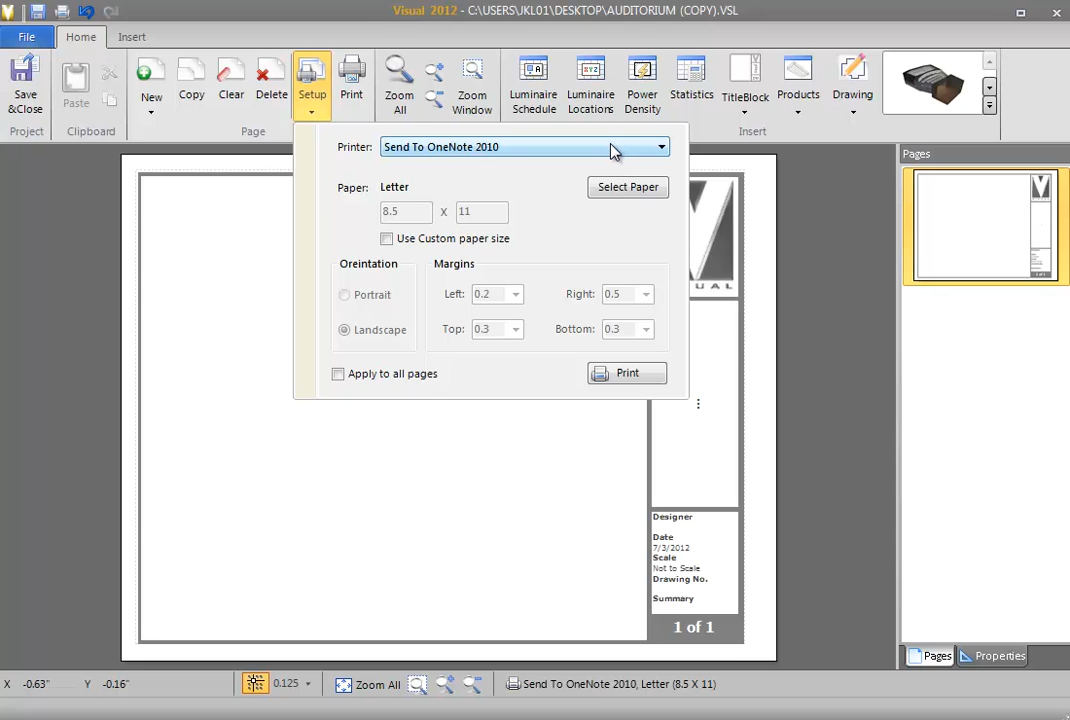 Visual 2012 - C:\USERS\JKL01\DESKTOP\AUDITORIUM (COPY).VSL
File Home Insert
Save &Close
Paste
New
Copy
Clear
Delete
Setup
Print
Zoom All
Zoom Window
Luminaire Schedule
Luminaire Locations
Power Density
Statistics
TitleBlock
Products
Drawing
Project Clipboard Page Insert
Printer: Send To OneNote 2010
Paper: Letter Select Paper
8.5 X 11
Use Custom paper size
Oreintation Margins
Portrait Left: 0.2 Right: 0.5
Landscape Top: 0.3 Bottom: 0.3
Apply to all pages Print
UAL
Designer
Date
7/3/2012
Scale
Not to Scale
Drawing No.
Summary
1 of 1
Pages
Pages Properties
X -0.63" Y -0.16" 0.125 Zoom All Send To OneNote 2010, Letter (8.5 X 11)